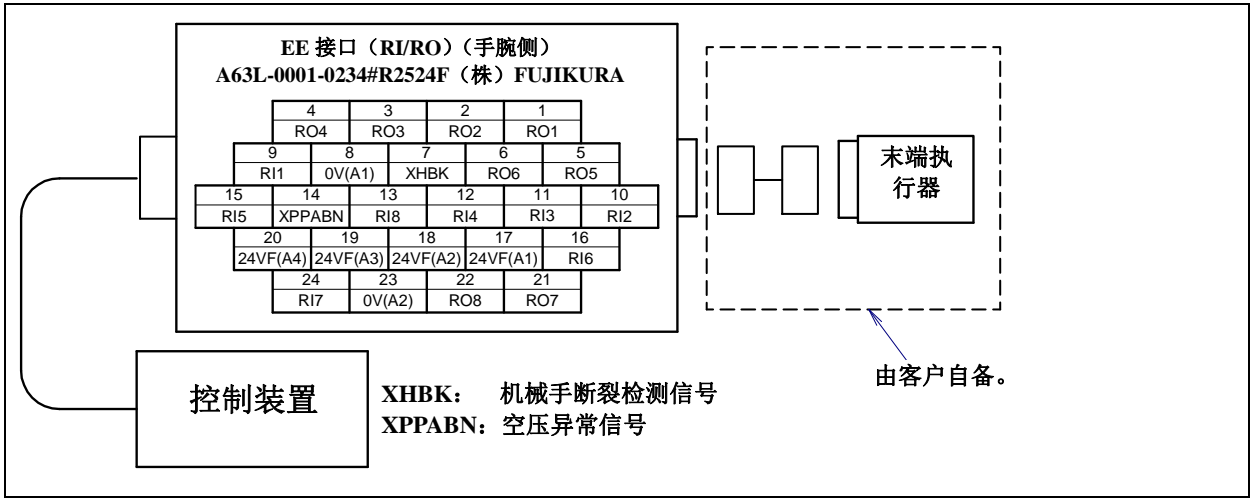 EE 接口（RI/RO）（手腕侧）
A63L-0001-0234#R2524F（株）FUJIKURA
4 3 2 1
RO4 RO3 RO2 RO1
9 8 7 6 5
RI1 0V(A1) XHBK RO6 RO5
15 14 13 12 11 10
RI5 XPPABN RI8 RI4 RI3 RI2
20 19 18 17 16
24VF(A4) 24VF(A3) 24VF(A2) 24VF(A1) RI6
24 23 22 21
RI7 0V(A2) RO8 RO7
末端执
行器
由客户自备。
控制装置
XHBK： 机械手断裂检测信号
XPPABN：空压异常信号